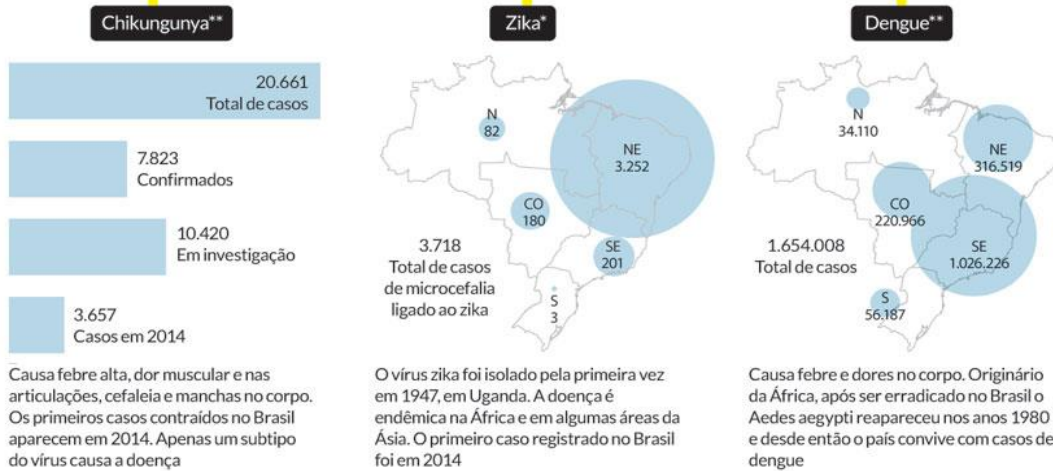 Chikungunya**
20.661
Total de casos
7.823
Confirmados
10.420
Em investigação
3.657
Casos em 2014
Causa febre alta, dor muscular e nas
articulações, cefaleia e manchas no corpo.
Os primeiros casos contraídos no Brasil
aparecem em 2014. Apenas um subtipo
do vírus causa a doença
Zika*
N
82
NE
3.252
CO
180
SE
201
3.718
Total de casos
de microcefalia
ligado ao zika
S
3
O vírus zika foi isolado pela primeira vez
em 1947, em Uganda. A doença é
endêmica na África e em algumas áreas da
Ásia. O primeiro caso registrado no Brasil
foi em 2014
Dengue**
N
34.110
NE
316.519
CO
220.966
SE
1.026.226
1.654.008
Total de casos
S
56.187
Causa febre e dores no corpo. Originário
da África, após ser erradicado no Brasil o
Aedes aegypti reapareceu nos anos 1980
e desde então o país convive com casos de
dengue